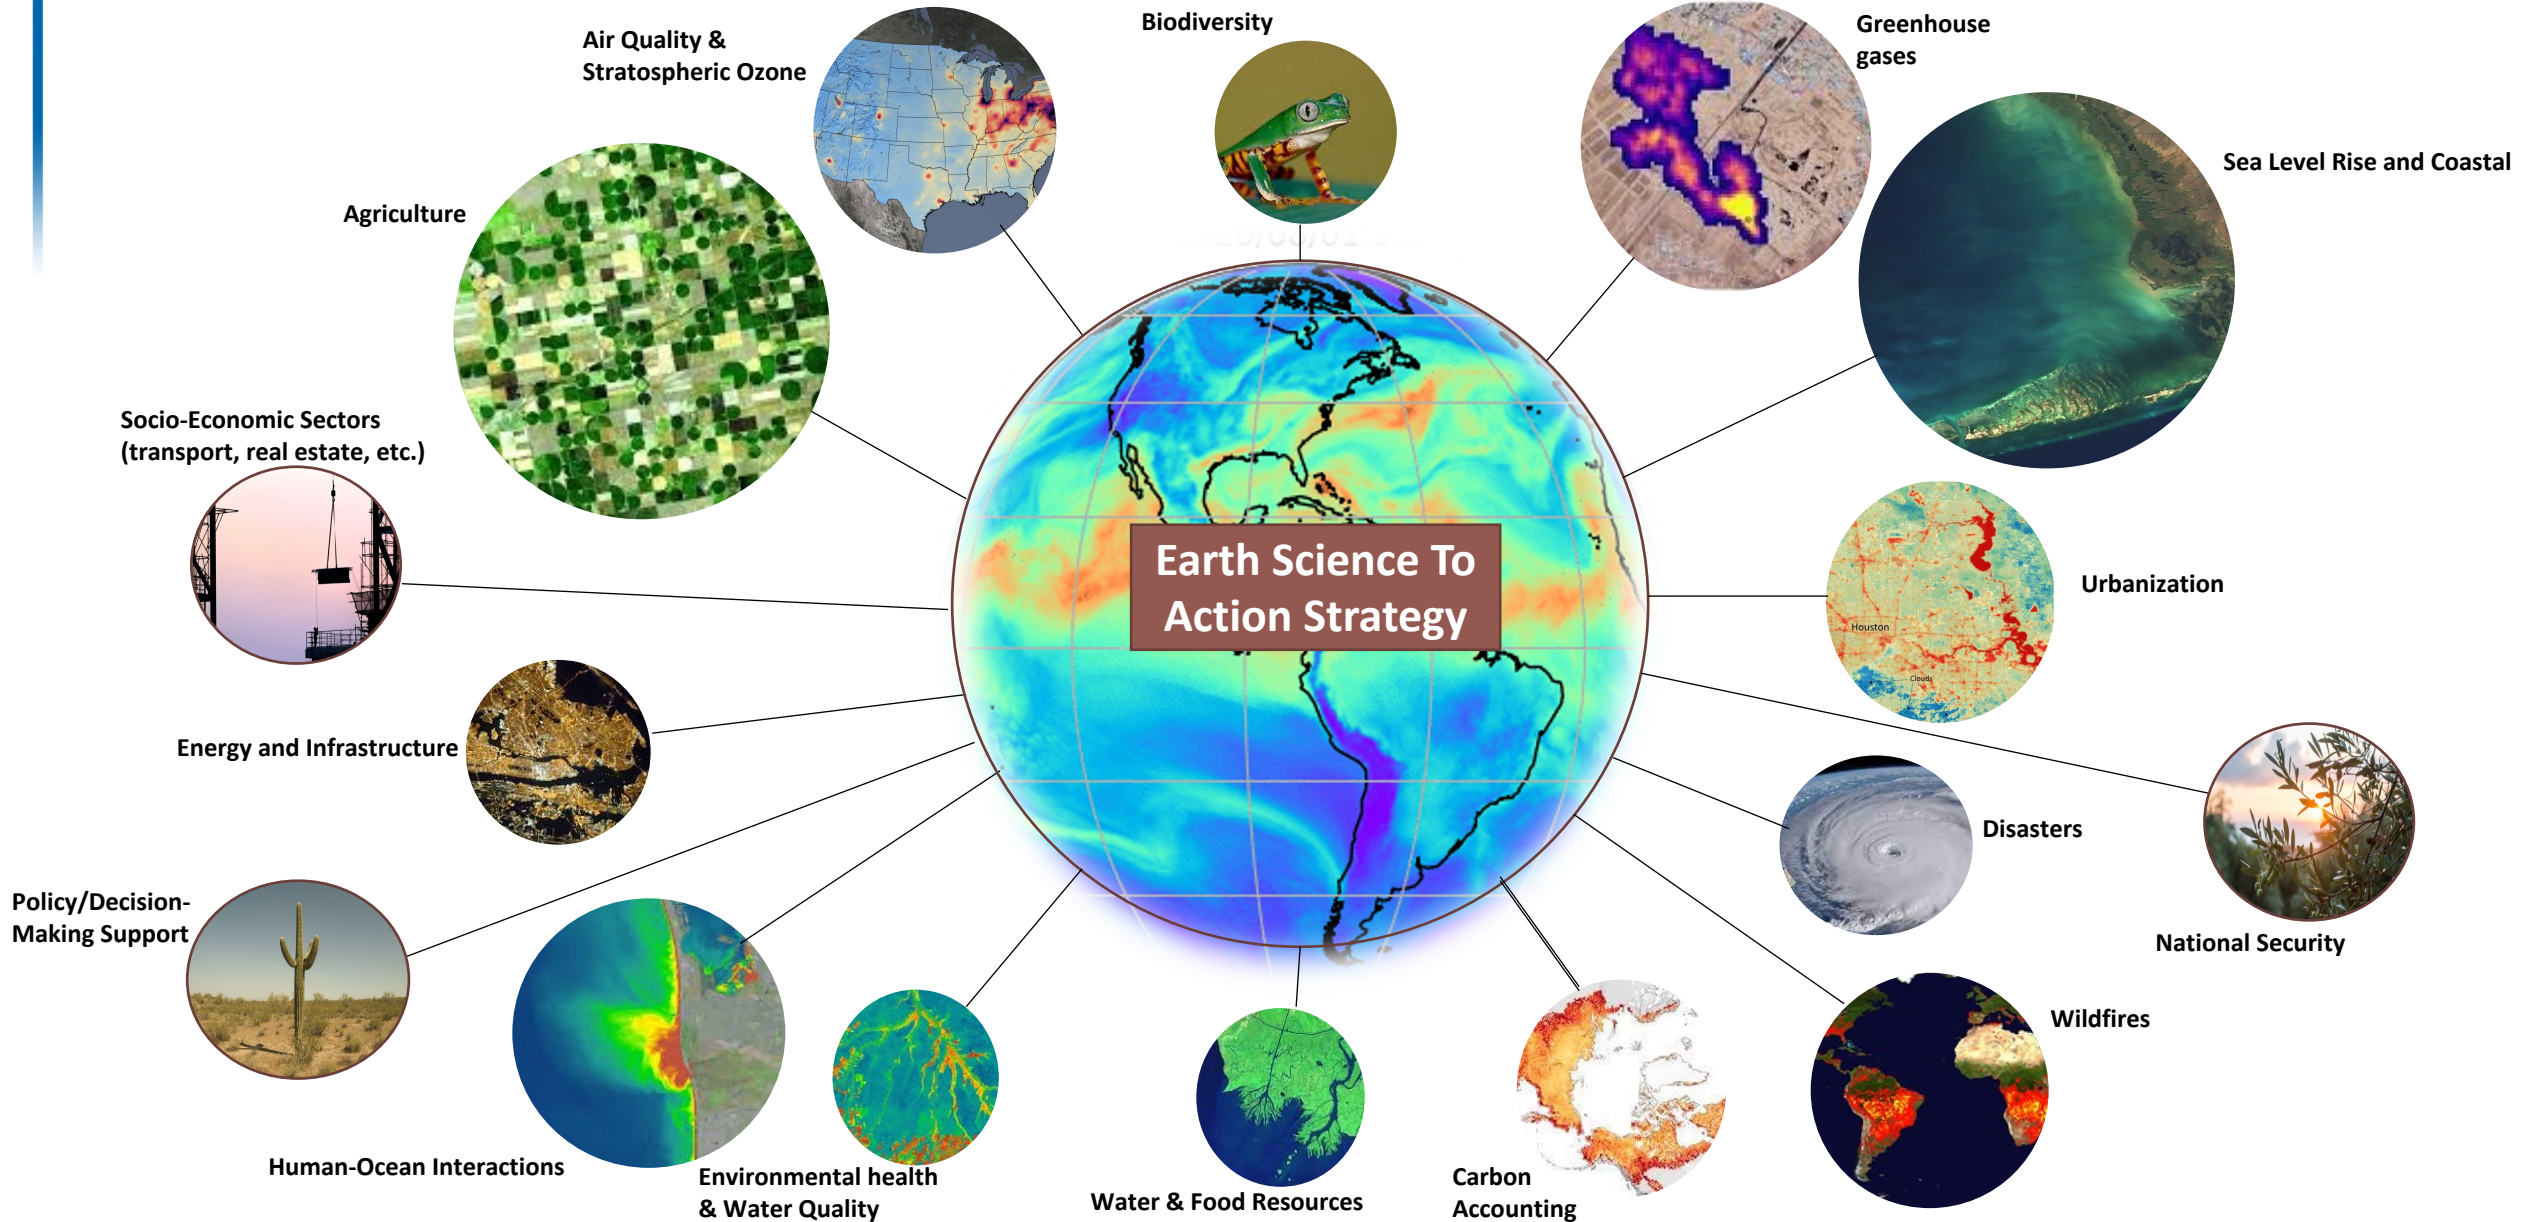 Biodiversity
Greenhouse
gases
Air Quality &
Stratospheric Ozone
Sea Level Rise and Coastal
Agriculture
Socio-Economic Sectors
(transport, real estate, etc.)
Earth Science To
Action Strategy
Urbanization
Houston
Clouds
Energy and Infrastructure
Disasters
National Security
Policy/Decision-
Making Support
Wildfires
Human-Ocean Interactions
Environmental health
& Water Quality
Water & Food Resources
Carbon
Accounting